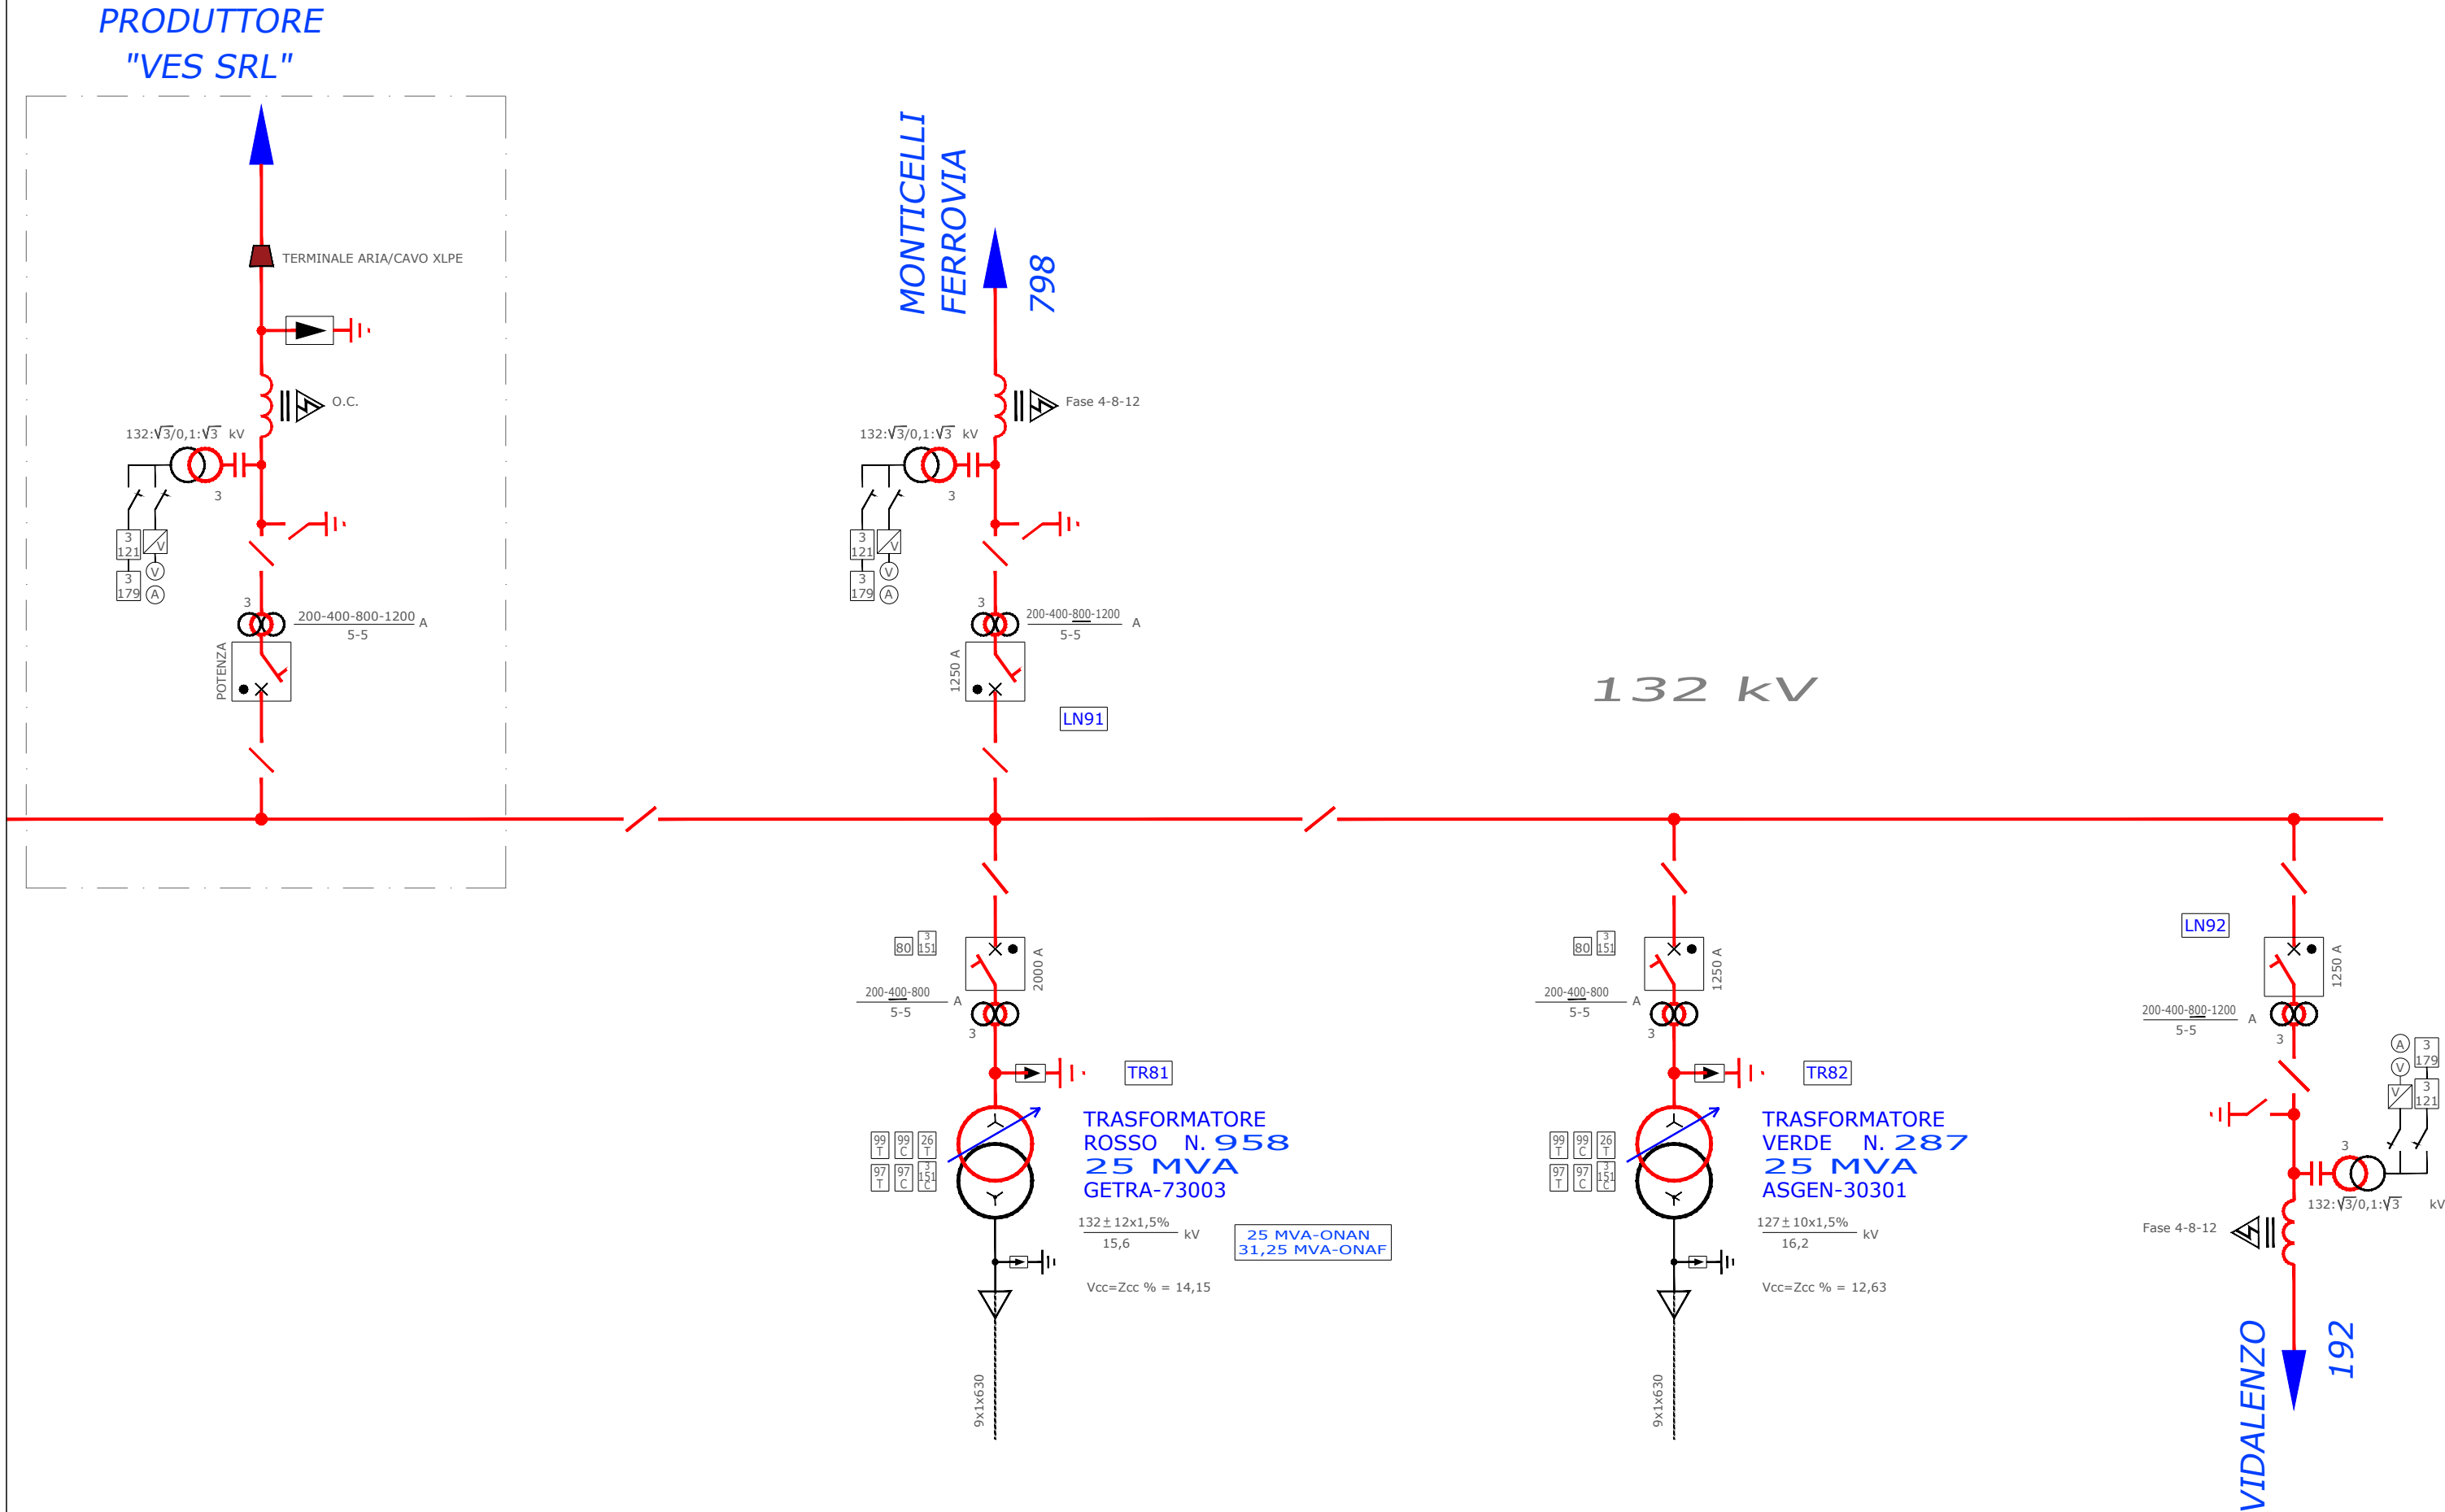 PRODUTTORE
"VES SRL"
TERMINALE ARIA/CAVO XLPE
O.C.
132:√3/0,1:√3 kV
3
3
121
V
3
179
V
A
3
200-400-800-1200 A
5-5
POTENZA
MONTICELLI
FERROVIA
798
Fase 4-8-12
132:√3/0,1:√3 kV
3
3
121
V
3
179
V
A
3
200-400-800-1200 A
5-5
1250 A
LN91
132 kV
80
3
151
2000 A
200-400-800 A
5-5
3
TR81
TRASFORMATORE
ROSSO N. 958
25 MVA
GETRA-73003
99
T
99
C
26
T
97
T
97
C
3
151
C
132±12x1,5%
15,6
kV
25 MVA-ONAN
31,25 MVA-ONAF
Vcc=Zcc % = 14,15
9x1x630
80
3
151
1250 A
200-400-800 A
5-5
3
TR82
TRASFORMATORE
VERDE N. 287
25 MVA
ASGEN-30301
99
T
99
C
26
T
97
T
97
C
3
151
C
127±10x1,5%
16,2
kV
Vcc=Zcc % = 12,63
9x1x630
LN92
1250 A
200-400-800-1200 A
5-5
3
A
3
179
V
V
3
121
3
132:√3/0,1:√3 kV
Fase 4-8-12
VIDALENZO
192